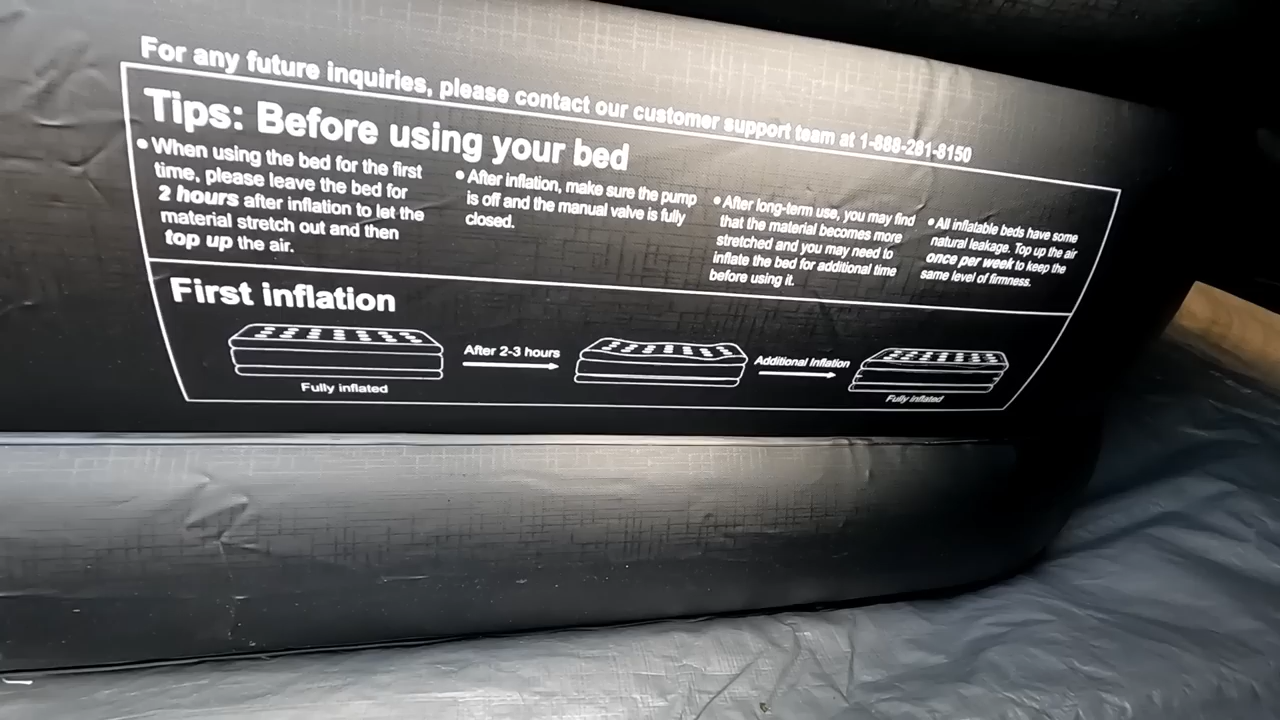 For any future inquiries, please contact our customer support team at 1-888-281-8150
Tips: Before using your bed
• When using the bed for the first
time, please leave the bed for
2 hours after inflation to let the
material stretch out and then
top up the air.
• After inflation, make sure the pump
is off and the manual valve is fully
closed.
• After long-term use, you may find
that the material becomes more
stretched and you may need to
inflate the bed for additional time
before using it.
• All inflatable beds have some
natural leakage. Top up the air
once per week to keep the
same level of firmness.
First inflation
Fully inflated
After 2-3 hours
Additional Inflation
Fully Inflated